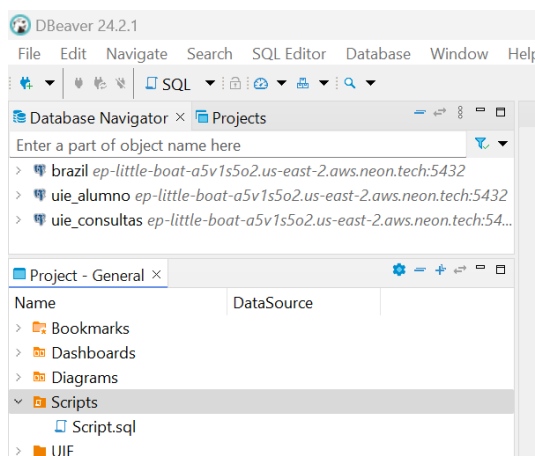 DBeaver 24.2.1
File Edit Navigate Search SQL Editor Database Window Help
SQL
Database Navigator × Projects
Enter a part of object name here
brazil ep-little-boat-a5v1s5o2.us-east-2.aws.neon.tech:5432
uie_alumno ep-little-boat-a5v1s5o2.us-east-2.aws.neon.tech:5432
uie_consultas ep-little-boat-a5v1s5o2.us-east-2.aws.neon.tech:54...
Project - General ×
Name DataSource
Bookmarks
Dashboards
Diagrams
Scripts
Script.sql
UIF